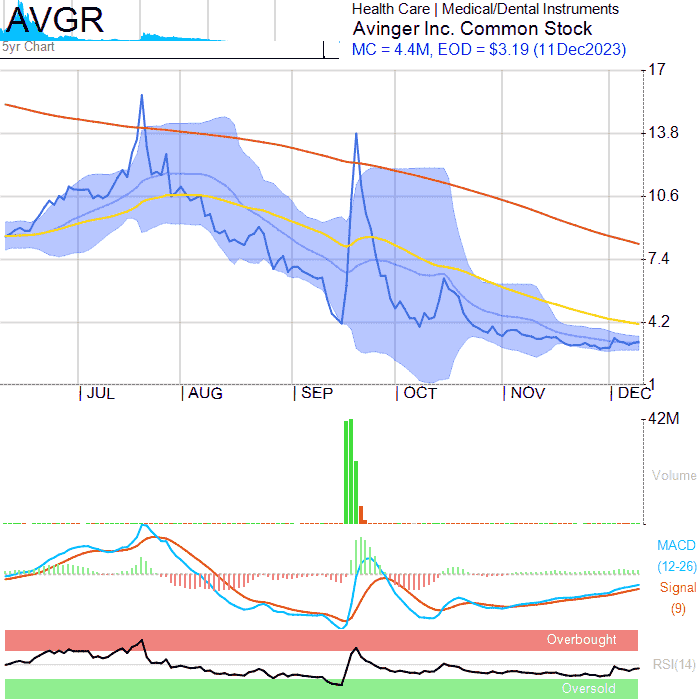 AVGR
5yr Chart
Health Care | Medical/Dental Instruments
Avinger Inc. Common Stock
MC = 4.4M, EOD = $3.19 (11Dec2023)
17
13.8
10.6
7.4
4.2
1
JUL AUG SEP OCT NOV DEC
42M
Volume
MACD
(12-26)
Signal
(9)
Overbought
RSI(14)
Oversold